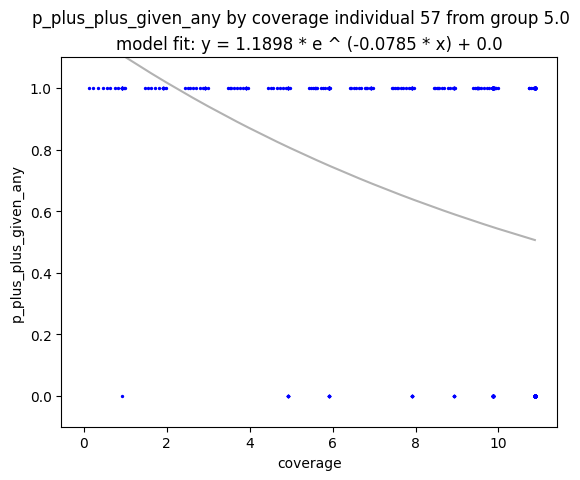 p_plus_plus_given_any by coverage individual 57 from group 5.0
model fit: y = 1.1898 * e ^ (-0.0785 * x) + 0.0
p_plus_plus_given_any
1.0
0.8
0.6
0.4
0.2
0.0
0 2 4 6 8 10
coverage